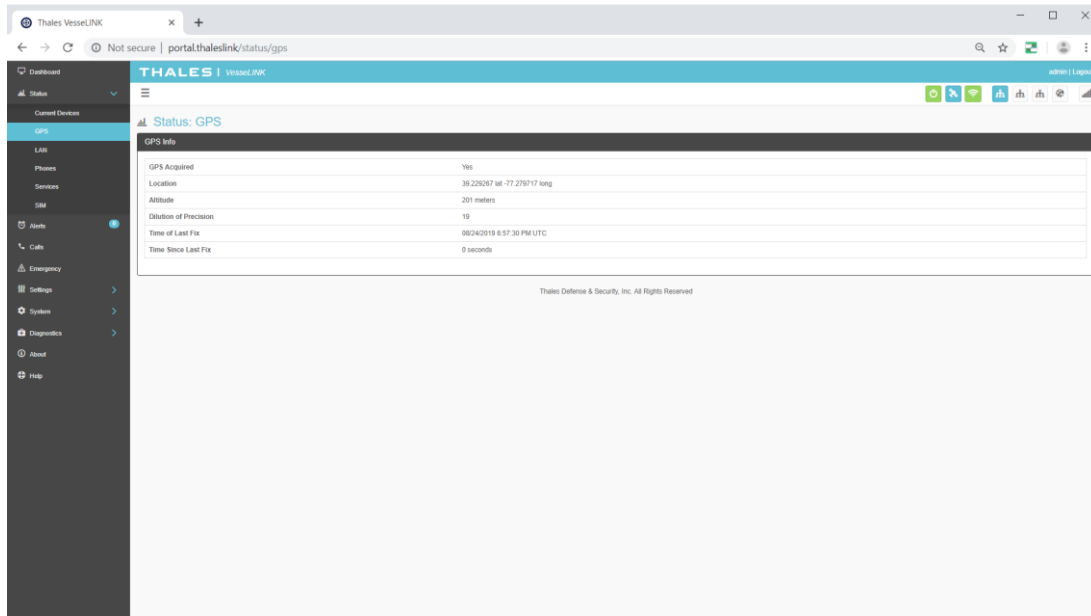 Thales VesseLINK
Not secure | portal.thaleslink/status/gps
Dashboard
THALES | VESSELINK
admin | Logou
Status
Current Devices
GPS
LAN
Phones
Services
SIM
Alerts
Calls
Emergency
Settings
System
Diagnostics
About
Help
Status: GPS
GPS Info
GPS Acquired Yes
Location 39.229267 lat -77.279717 long
Altitude 201 meters
Dilution of Precision 19
Time of Last Fix 08/24/2019 6:57:30 PM UTC
Time Since Last Fix 0 seconds
Thales Defense & Security, Inc. All Rights Reserved